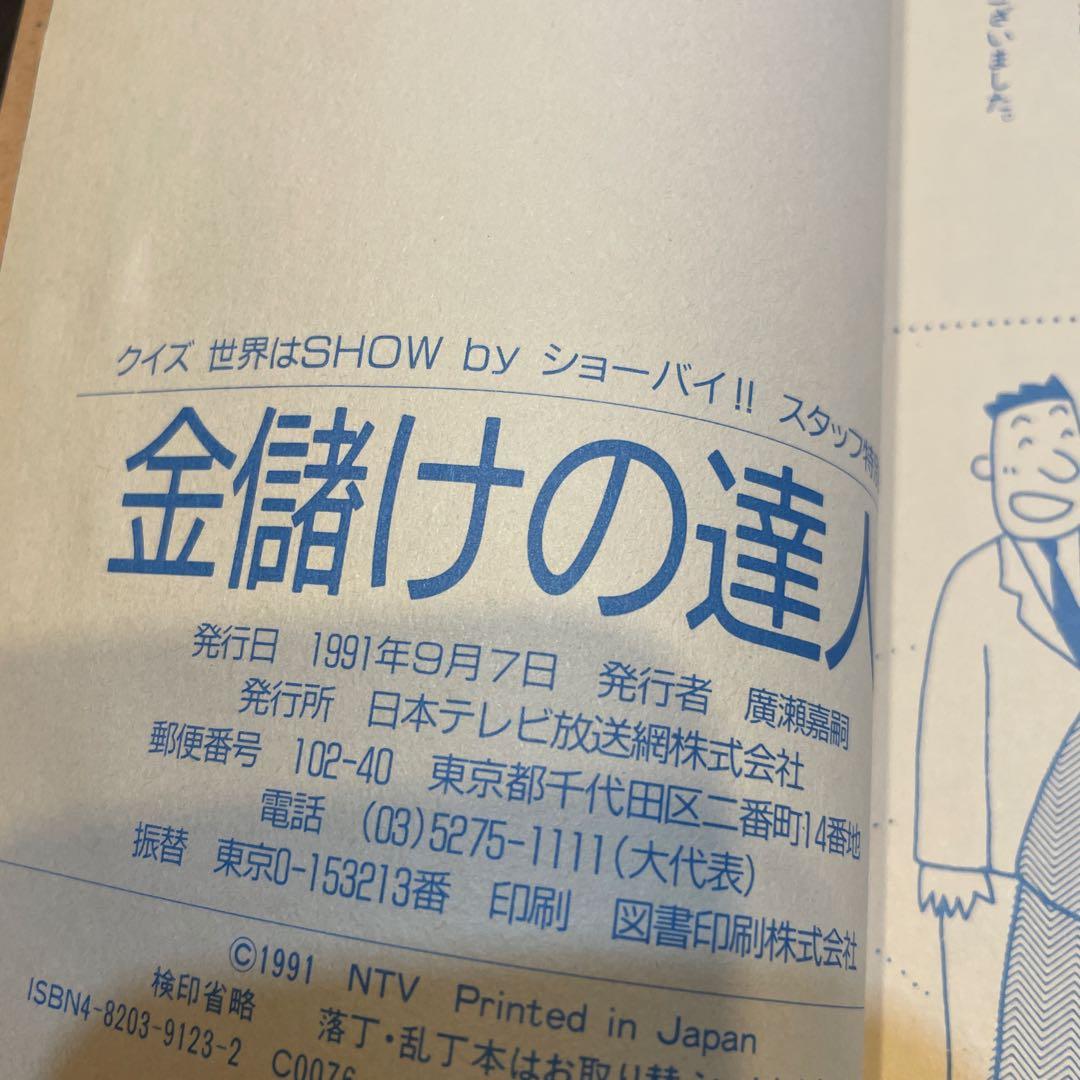 クイズ 世界はSHOW by ショーバイ!! スタッフ特
金儲けの達人
発行日 1991年9月7日 発行者 廣瀬嘉嗣
発行所 日本テレビ放送網株式会社
郵便番号 102-40 東京都千代田区二番町14番地
電話 (03)5275-1111(大代表)
振替 東京0-153213番 印刷 図書印刷株式会社
©1991 NTV Printed in Japan
検印省略 落丁・乱丁本はお取り替
ISBN4-8203-9123-2 C0076
ざいました。